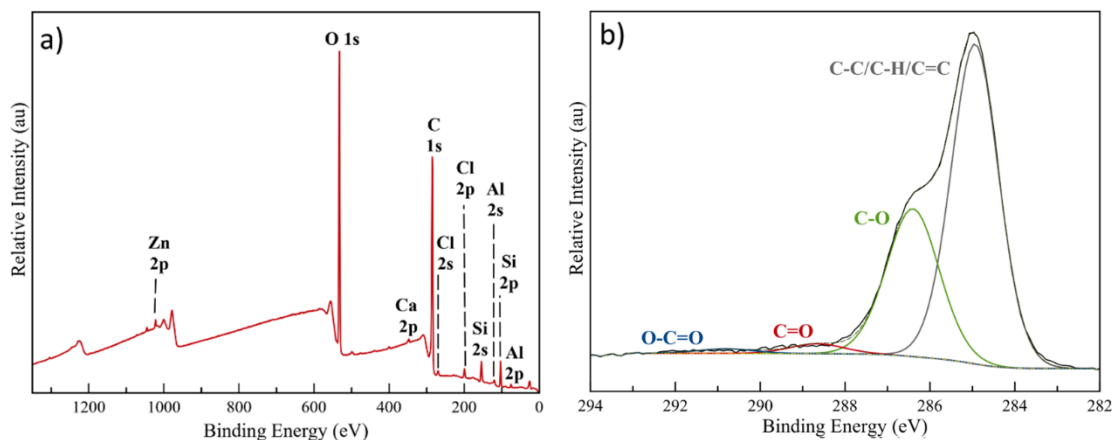 a)
O 1s
C
1s
Cl
2p
Al
2s
Zn
2p
Cl
2s
Si
2p
Ca
2p
Si
2s
Al
2p
Relative Intensity (au)
1200 1000 800 600 400 200 0
Binding Energy (eV)
b)
C-C/C-H/C=C
C-O
O-C=O
C=O
Relative Intensity (au)
294 292 290 288 286 284 282
Binding Energy (eV)